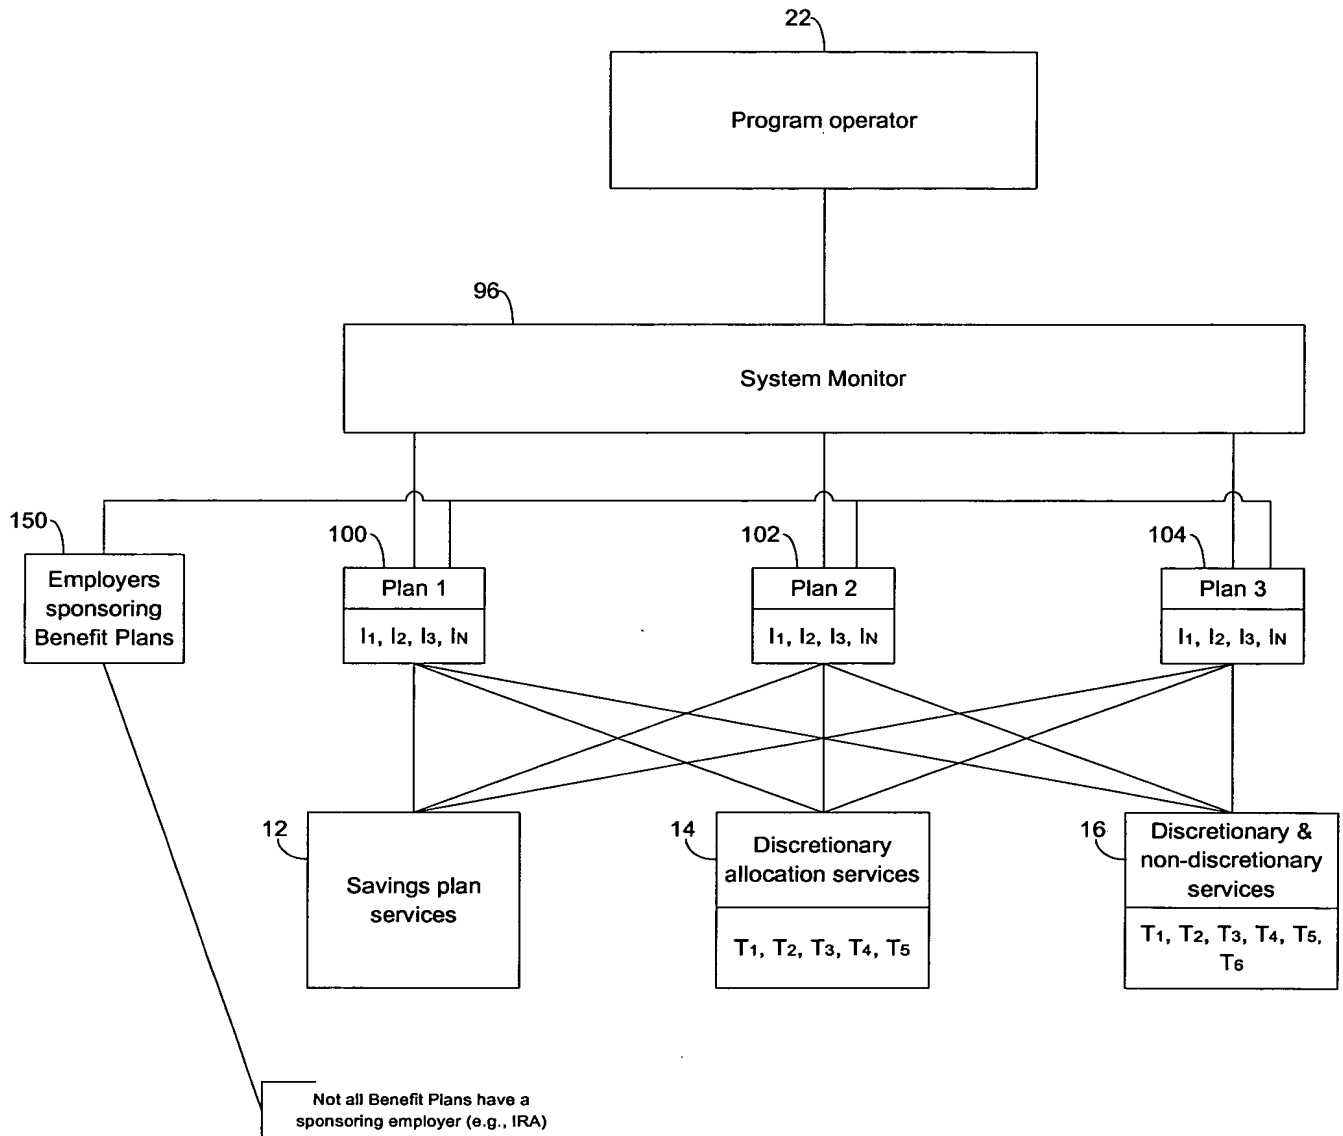 22
Program operator
96
System Monitor
150
100
102
104
Employers
sponsoring
Benefit Plans
Plan 1
I1, I2, I3, IN
Plan 2
I1, I2, I3, IN
Plan 3
I1, I2, I3, IN
12
Savings plan
services
14
Discretionary
allocation services
T1, T2, T3, T4, T5
16
Discretionary &
non-discretionary
services
T1, T2, T3, T4, T5,
T6
Not all Benefit Plans have a
sponsoring employer (e.g., IRA)